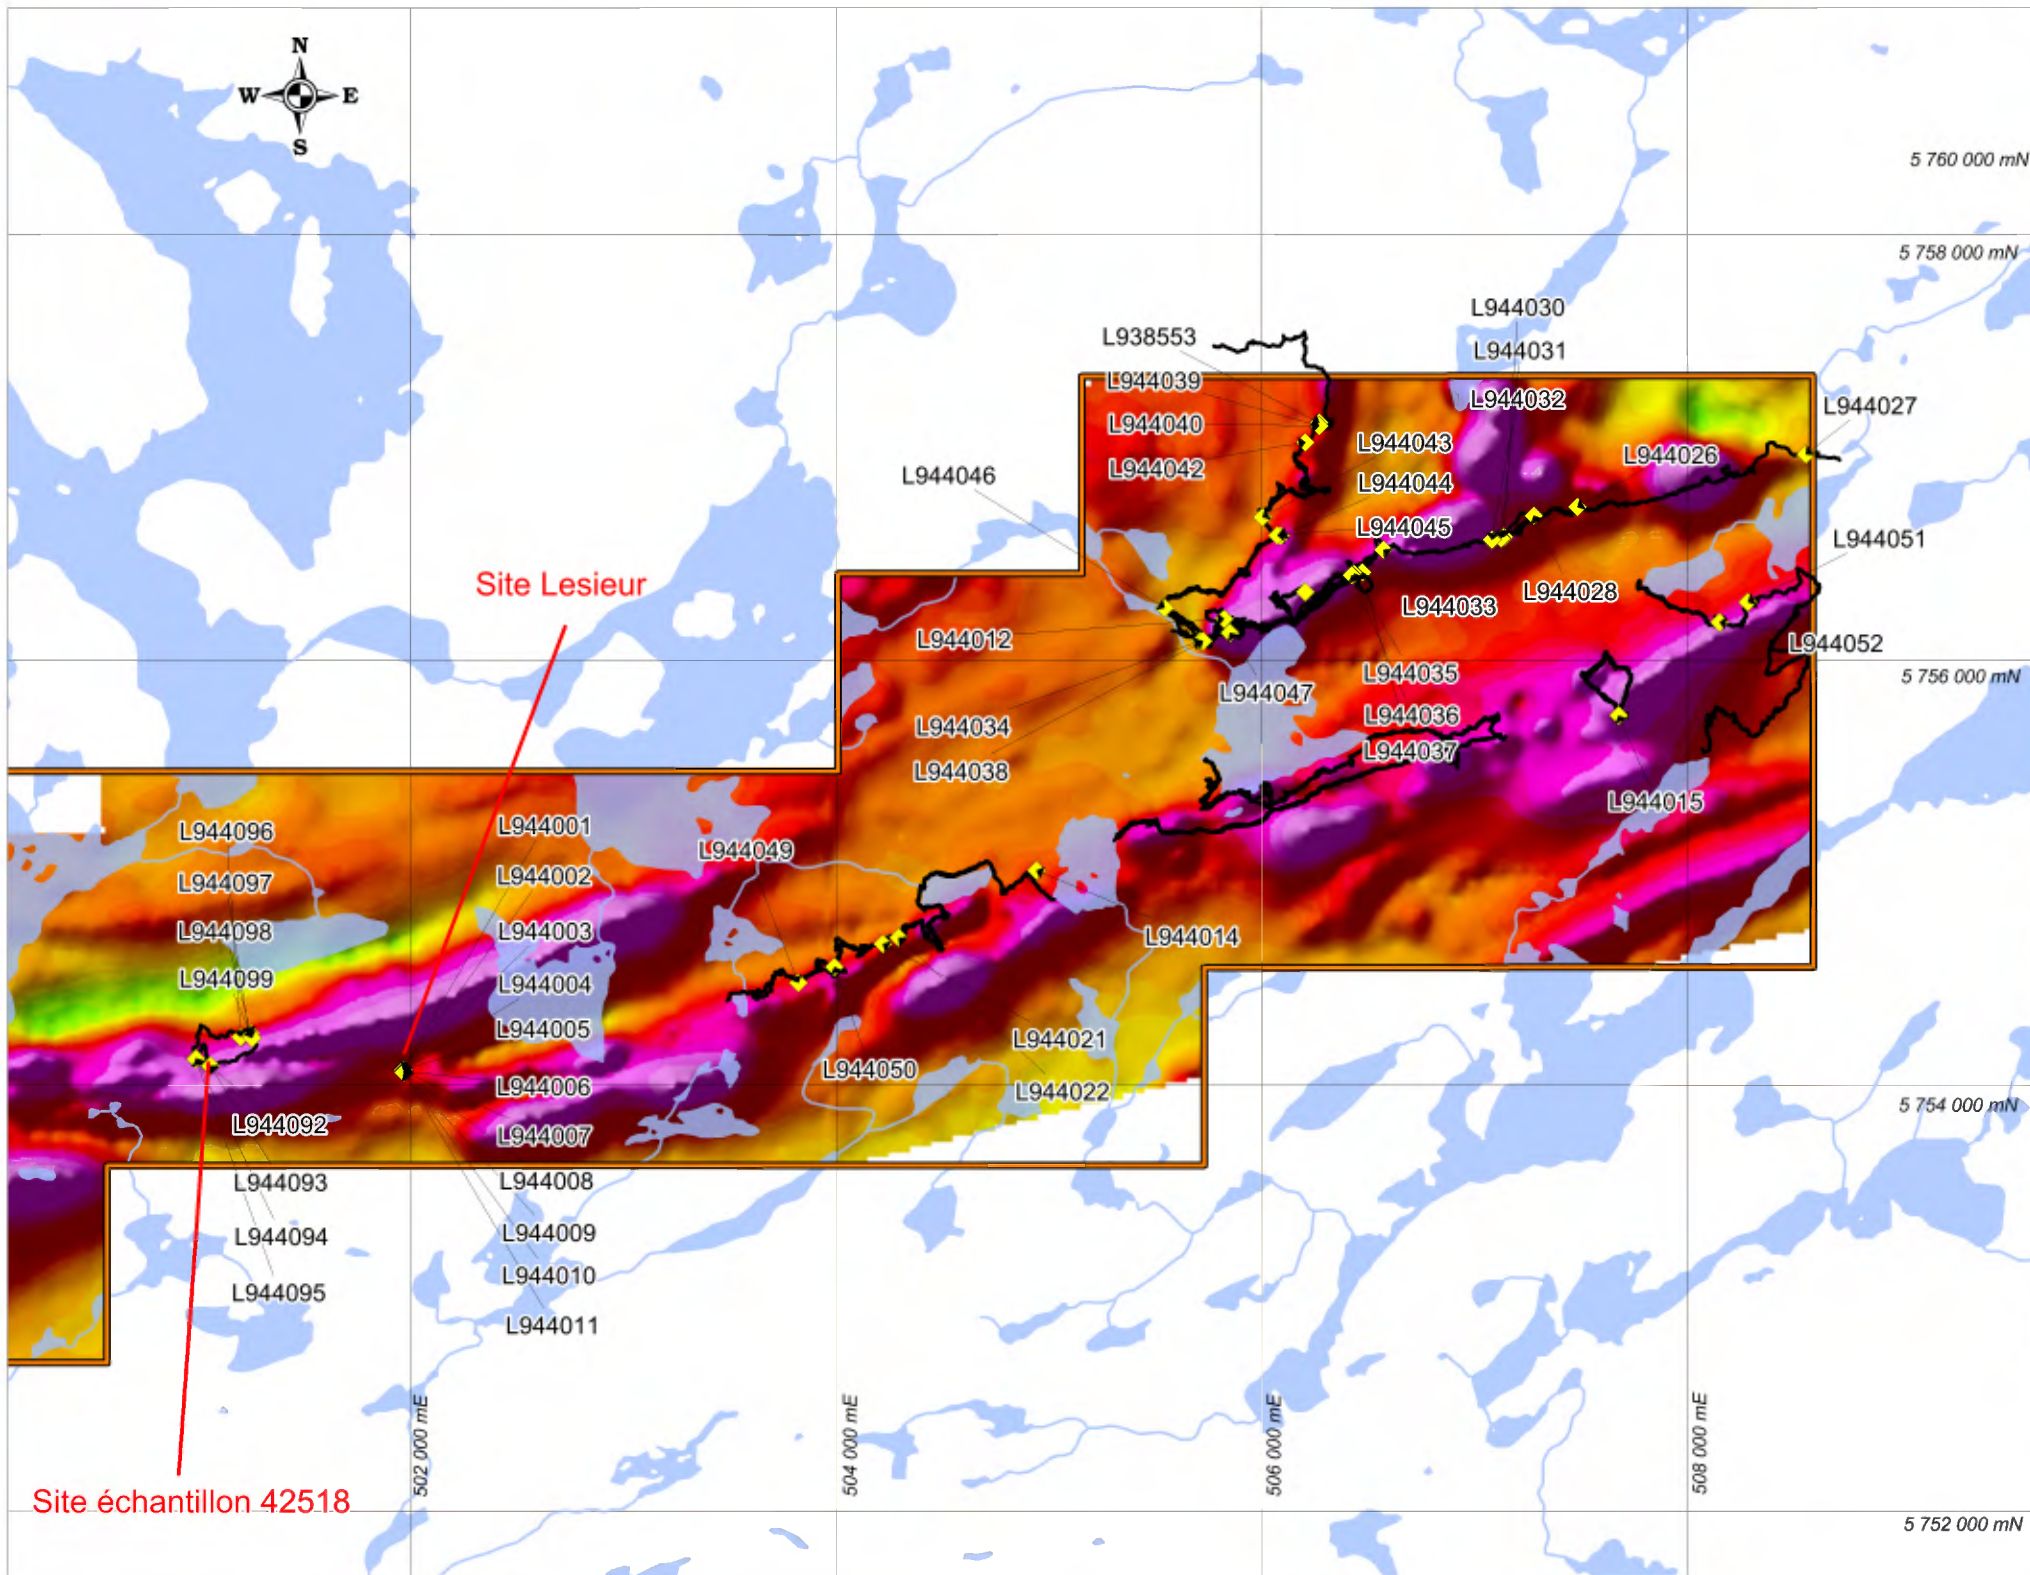 N
W E
S
5 760 000 mN
5 758 000 mN
L944030
L938553
L944031
L944039
L944032
L944027
L944040
L944043
L944026
L944042
L944046
L944044
L944045
L944051
Site Lesieur
L944028
L944033
L944012
L944052
L944035
5 756 000 mN
L944047
L944034
L944036
L944037
L944038
L944015
L944096
L944001
L944049
L944097
L944002
L944098
L944003
L944014
L944099
L944004
L944005
L944021
L944050
L944006
L944022
5 754 000 mN
L944092
L944007
L944093
L944008
L944094
L944009
L944095
L944010
L944011
502 000 mE
504 000 mE
506 000 mE
508 000 mE
Site échantillon 42518
5 752 000 mN